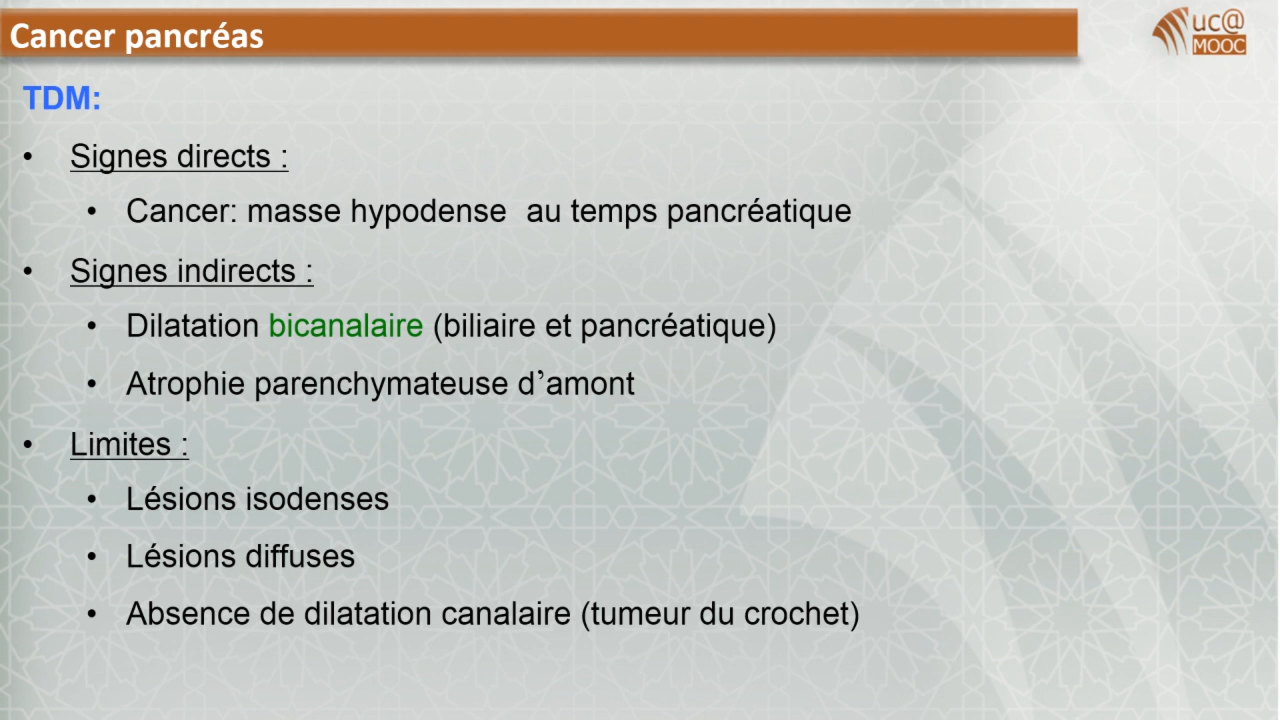 Cancer pancréas
uc@
MOOC
TDM:
• Signes directs :
• Cancer: masse hypodense  au temps pancréatique
• Signes indirects :
• Dilatation bicanalaire (biliaire et pancréatique)
• Atrophie parenchymateuse d’amont
• Limites :
• Lésions isodenses
• Lésions diffuses
• Absence de dilatation canalaire (tumeur du crochet)